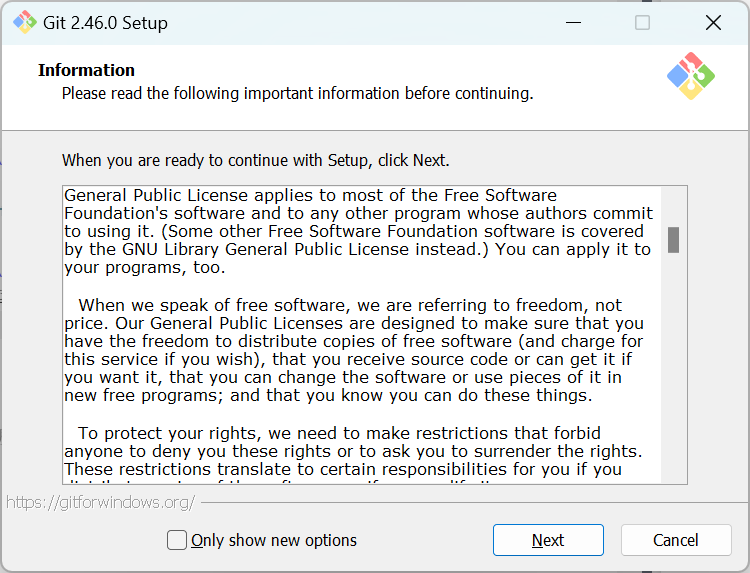 Git 2.46.0 Setup
Information
Please read the following important information before continuing.
When you are ready to continue with Setup, click Next.
General Public License applies to most of the Free Software
Foundation's software and to any other program whose authors commit
to using it. (Some other Free Software Foundation software is covered
by the GNU Library General Public License instead.) You can apply it to
your programs, too.
When we speak of free software, we are referring to freedom, not
price. Our General Public Licenses are designed to make sure that you
have the freedom to distribute copies of free software (and charge for
this service if you wish), that you receive source code or can get it if
you want it, that you can change the software or use pieces of it in
new free programs; and that you know you can do these things.
To protect your rights, we need to make restrictions that forbid
anyone to deny you these rights or to ask you to surrender the rights.
These restrictions translate to certain responsibilities for you if you
https://gitforwindows.org/
Only show new options
Next
Cancel